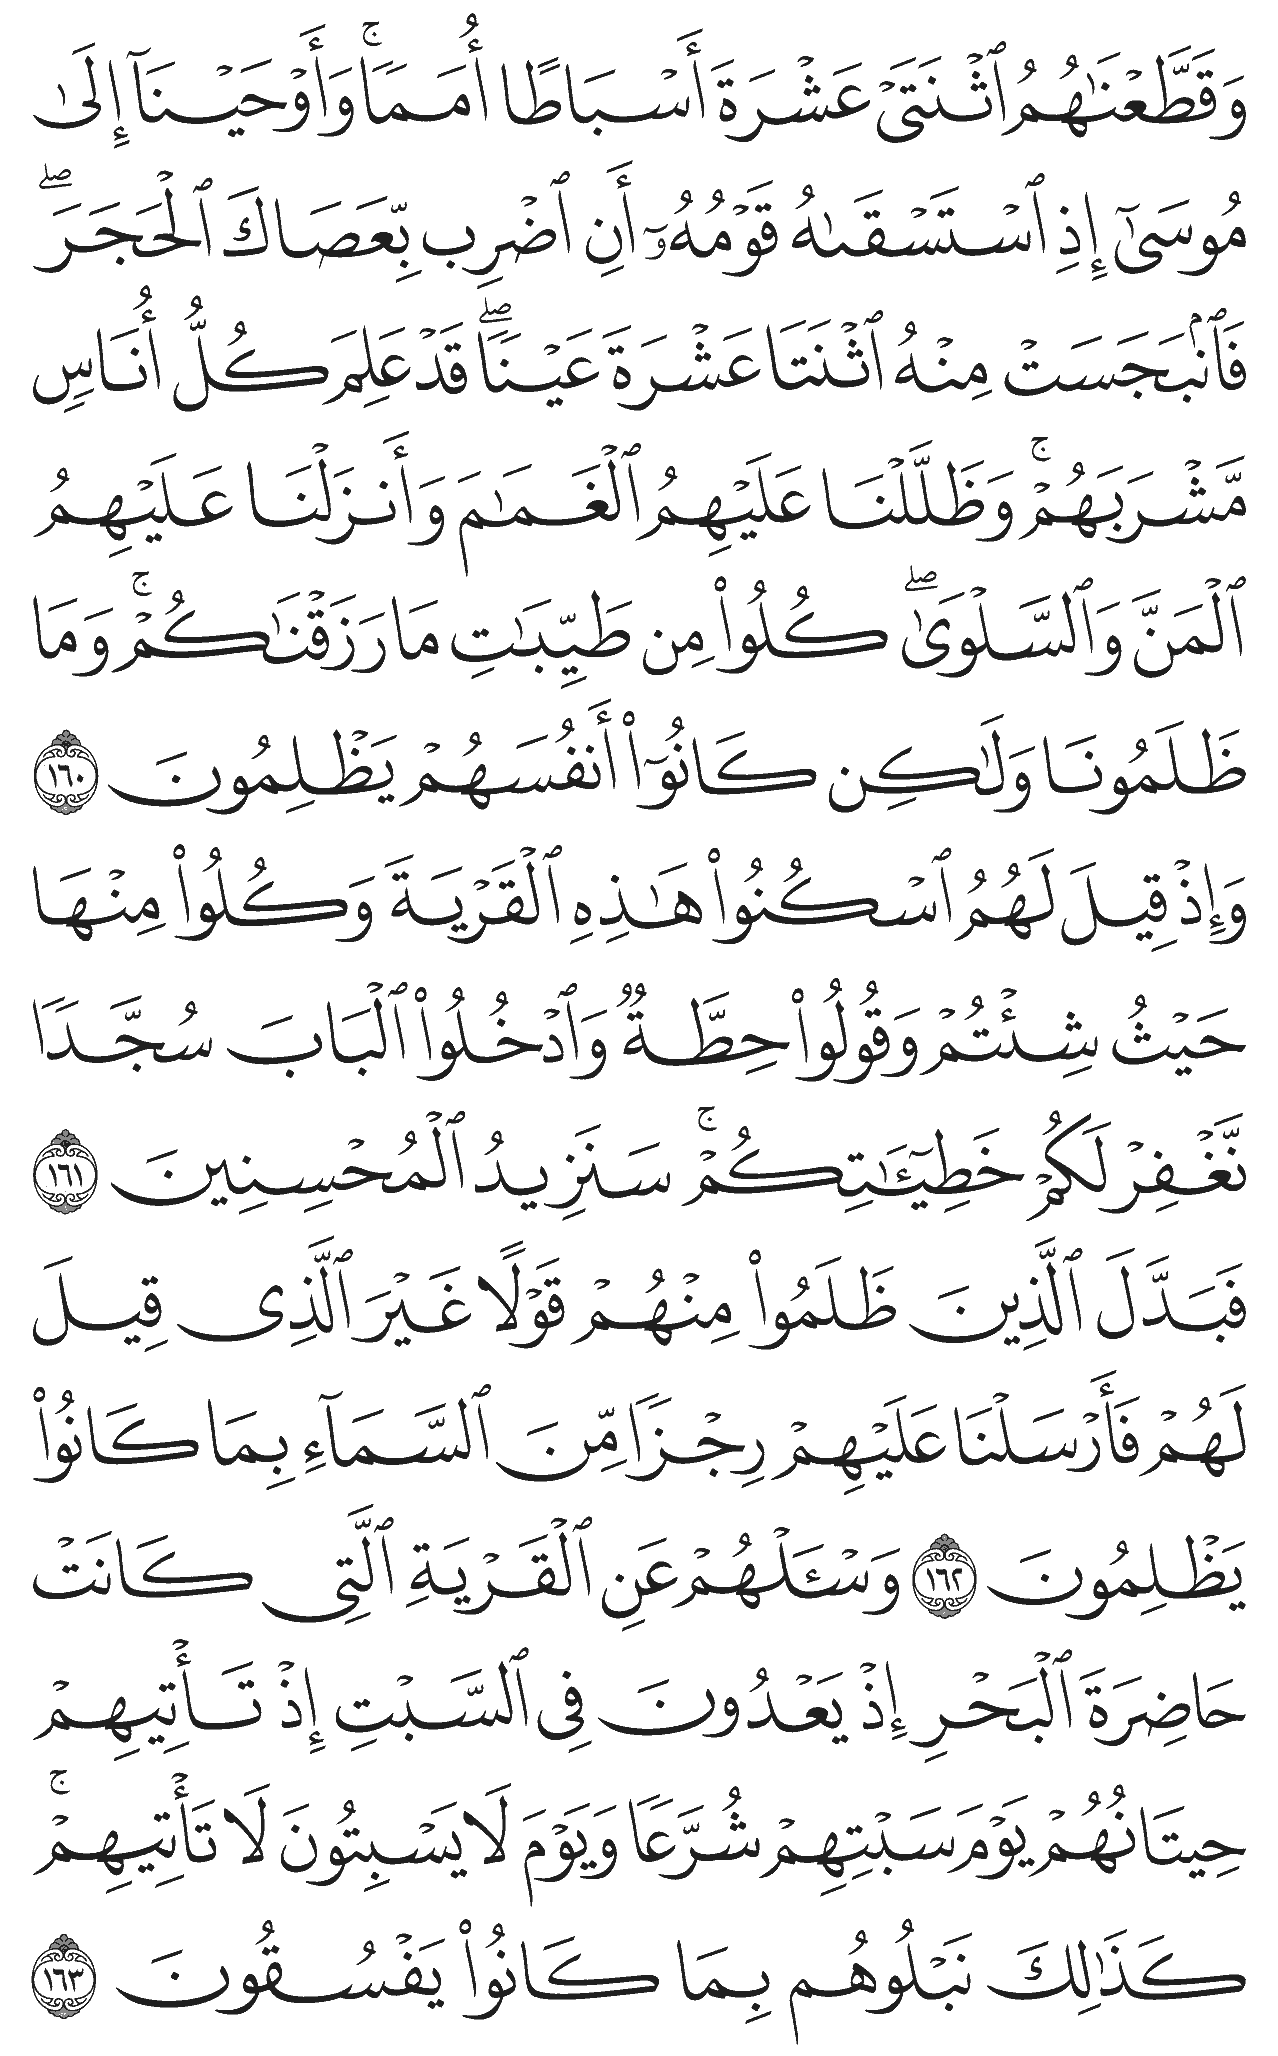 وَقَطَّعۡنَٰهُمُ ٱثۡنَتَيۡ عَشۡرَةَ أَسۡبَاطًا أُمَمٗاۚ وَأَوۡحَيۡنَآ إِلَىٰ
مُوسَىٰٓ إِذِ ٱسۡتَسۡقَىٰهُ قَوۡمُهُۥٓ أَنِ ٱضۡرِب بِّعَصَاكَ ٱلۡحَجَرَۖ
فَٱنۢبَجَسَتۡ مِنۡهُ ٱثۡنَتَا عَشۡرَةَ عَيۡنٗاۖ قَدۡ عَلِمَ كُلُّ أُنَاسٖ
مَّشۡرَبَهُمۡۚ وَظَلَّلۡنَا عَلَيۡهِمُ ٱلۡغَمَٰمَ وَأَنزَلۡنَا عَلَيۡهِمُ
ٱلۡمَنَّ وَٱلسَّلۡوَىٰۖ كُلُواْ مِن طَيِّبَٰتِ مَا رَزَقۡنَٰكُمۡۚ وَمَا
ظَلَمُونَا وَلَٰكِن كَانُوٓاْ أَنفُسَهُمۡ يَظۡلِمُونَ ١٦٠
وَإِذۡ قِيلَ لَهُمُ ٱسۡكُنُواْ هَٰذِهِ ٱلۡقَرۡيَةَ وَكُلُواْ مِنۡهَا
حَيۡثُ شِئۡتُمۡ وَقُولُواْ حِطَّةٞ وَٱدۡخُلُواْ ٱلۡبَابَ سُجَّدٗا
نَّغۡفِرۡ لَكُمۡ خَطِيٓـَٰٔتِكُمۡۚ سَنَزِيدُ ٱلۡمُحۡسِنِينَ ١٦١
فَبَدَّلَ ٱلَّذِينَ ظَلَمُواْ مِنۡهُمۡ قَوۡلًا غَيۡرَ ٱلَّذِي قِيلَ
لَهُمۡ فَأَرۡسَلۡنَا عَلَيۡهِمۡ رِجۡزٗا مِّنَ ٱلسَّمَآءِ بِمَا كَانُواْ
يَظۡلِمُونَ ١٦٢ وَسۡـَٔلۡهُمۡ عَنِ ٱلۡقَرۡيَةِ ٱلَّتِي كَانَتۡ
حَاضِرَةَ ٱلۡبَحۡرِ إِذۡ يَعۡدُونَ فِي ٱلسَّبۡتِ إِذۡ تَأۡتِيهِمۡ
حِيتَانُهُمۡ يَوۡمَ سَبۡتِهِمۡ شُرَّعٗا وَيَوۡمَ لَا يَسۡبِتُونَ لَا تَأۡتِيهِمۡۚ
كَذَٰلِكَ نَبۡلُوهُم بِمَا كَانُواْ يَفۡسُقُونَ ١٦٣